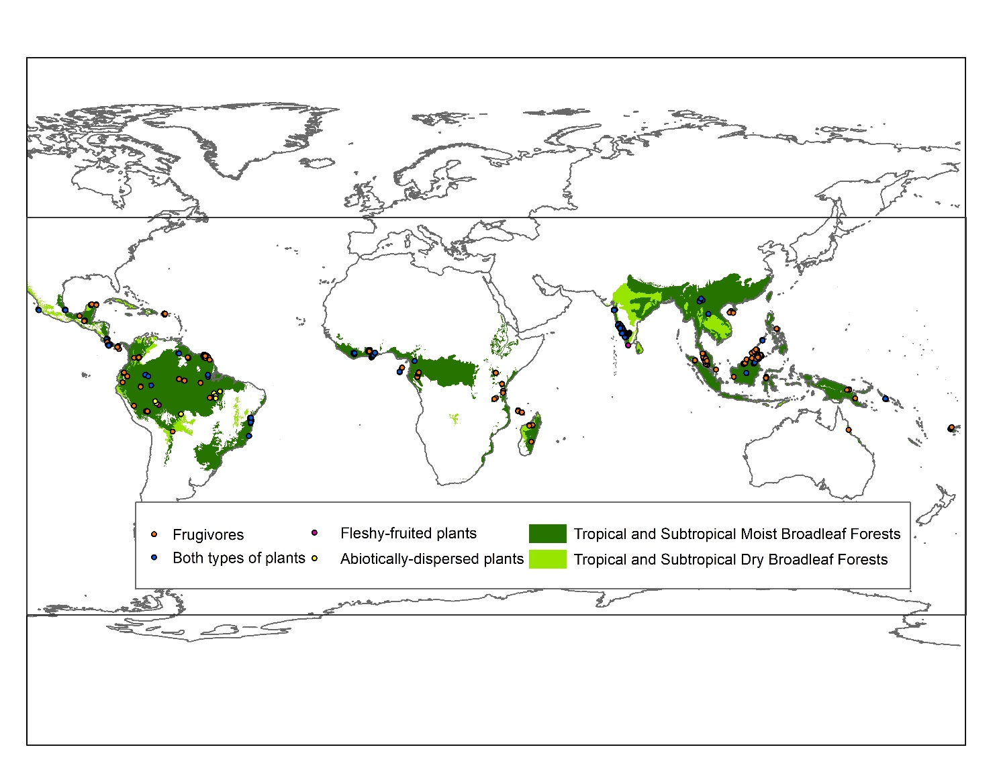 Frugivores
Both types of plants
Fleshy-fruited plants
Abiotically-dispersed plants
Tropical and Subtropical Moist Broadleaf Forests
Tropical and Subtropical Dry Broadleaf Forests